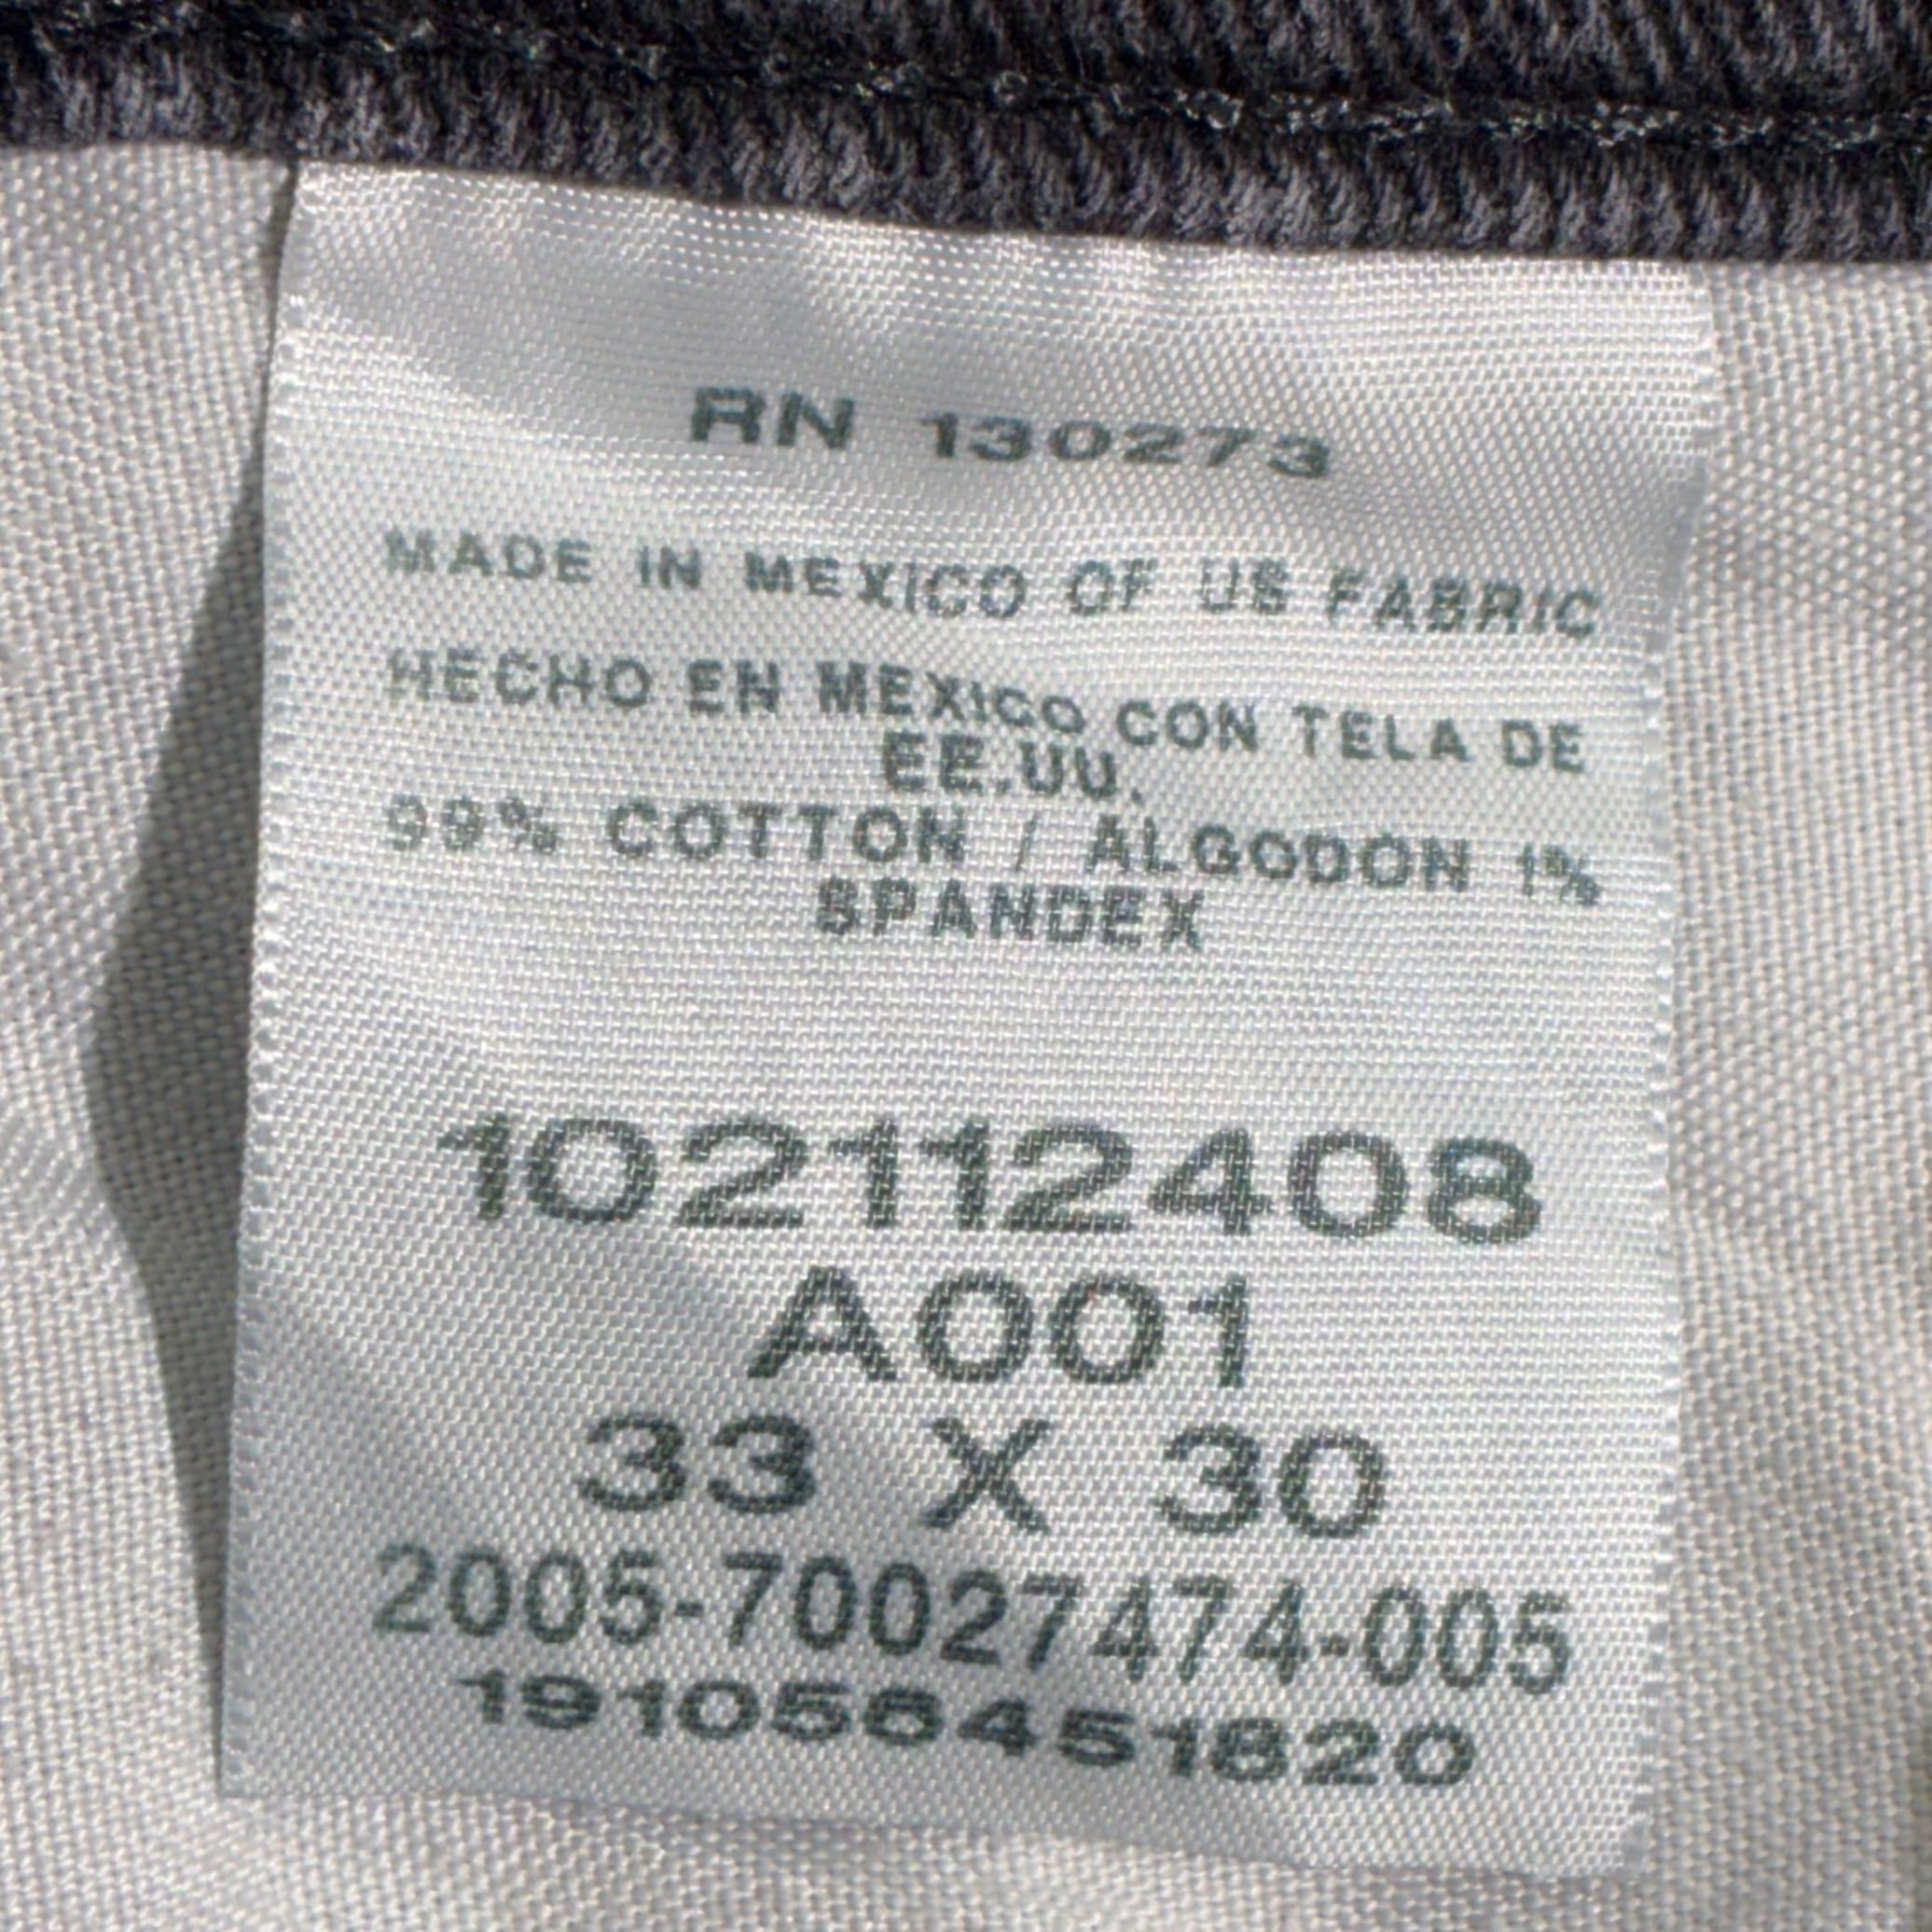 RN 130273
MADE IN MEXICO OF US FABRIC
HECHO EN MEXICO CON TELA DE
EE.UU.
99% COTTON / ALGODON 1%
SPANDEX
102112408
A001
33 X 30
2005-70027474-005
191056451620